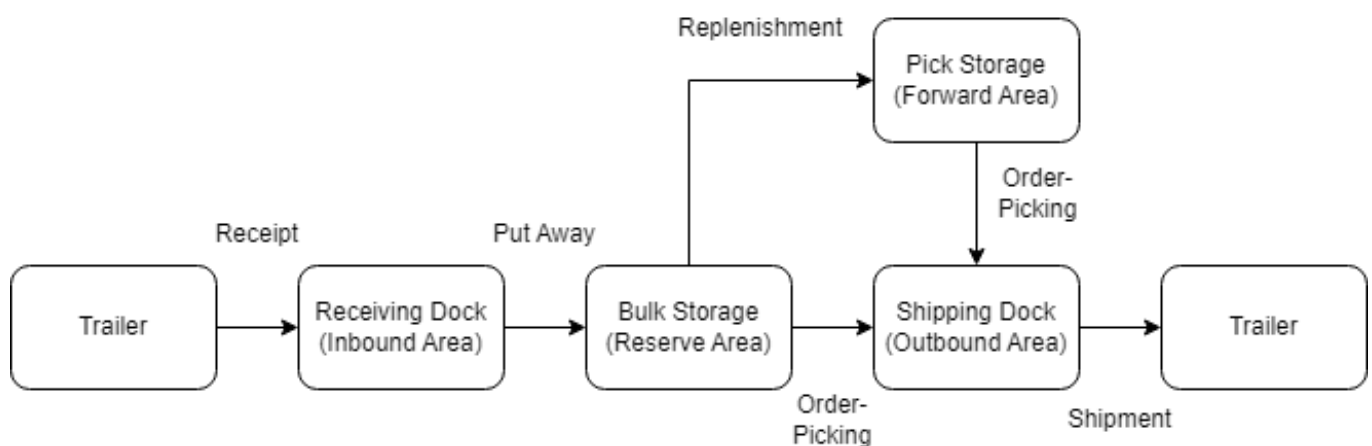 Replenishment
Pick Storage
(Forward Area)
Order-
Picking
Receipt
Put Away
Trailer
Receiving Dock
(Inbound Area)
Bulk Storage
(Reserve Area)
Shipping Dock
(Outbound Area)
Trailer
Order-
Picking
Shipment